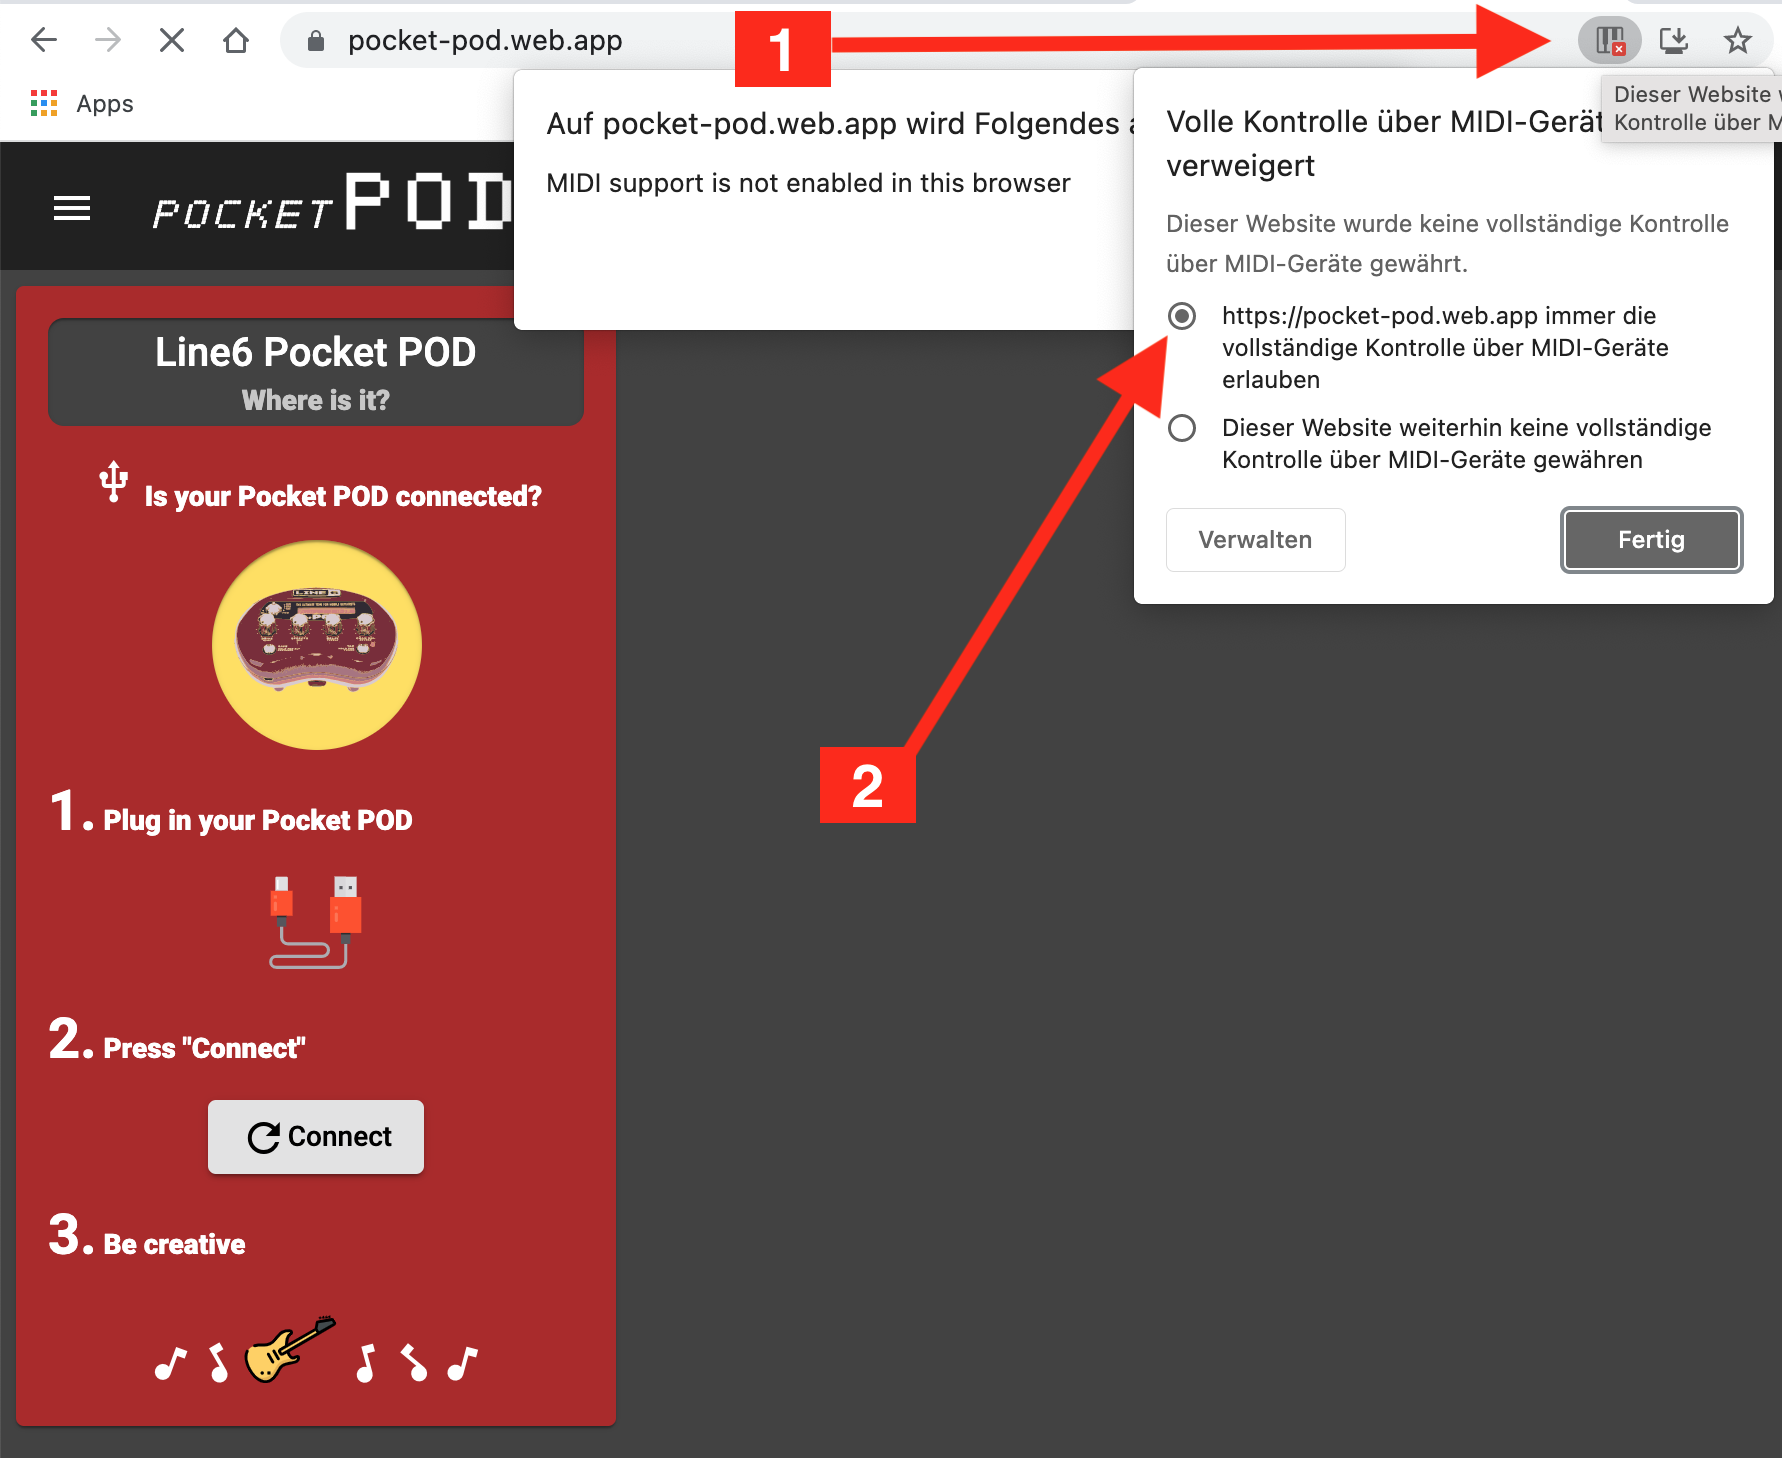 pocket-pod.web.app
1
Apps
Dieser Website
Kontrolle über M
Auf pocket-pod.web.app wird Folgendes
MIDI support is not enabled in this browser
Volle Kontrolle über MIDI-Gerät
verweigert
Dieser Website wurde keine vollständige Kontrolle
über MIDI-Geräte gewährt.
https://pocket-pod.web.app immer die
vollständige Kontrolle über MIDI-Geräte
erlauben
Dieser Website weiterhin keine vollständige
Kontrolle über MIDI-Geräte gewähren
Verwalten
Fertig
2
POCKET POD
Line6 Pocket POD
Where is it?
Is your Pocket POD connected?
LINE 6
1. Plug in your Pocket POD
2. Press "Connect"
Connect
3. Be creative